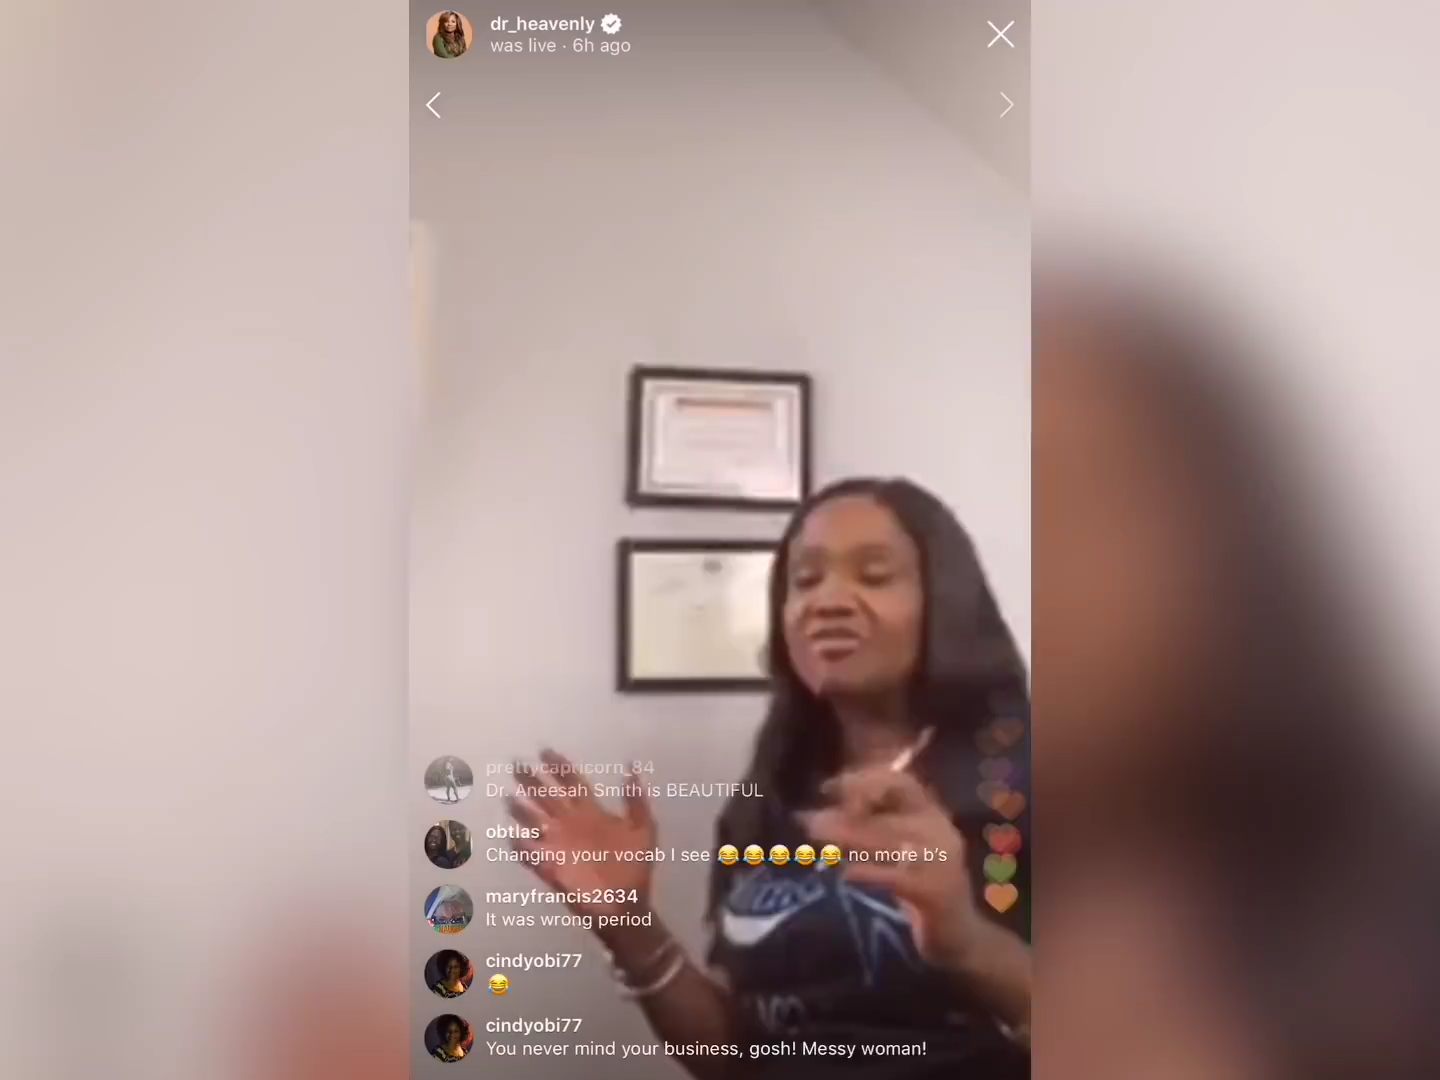 dr_heavenly
was live · 6h ago
prettycapricorn_84
Dr. Aneesah Smith is BEAUTIFUL
obtlas
Changing your vocab I see 😂😂😂😂😂 no more b's
maryfrancis2634
It was wrong period
cindyobi77
😂
cindyobi77
You never mind your business, gosh! Messy woman!